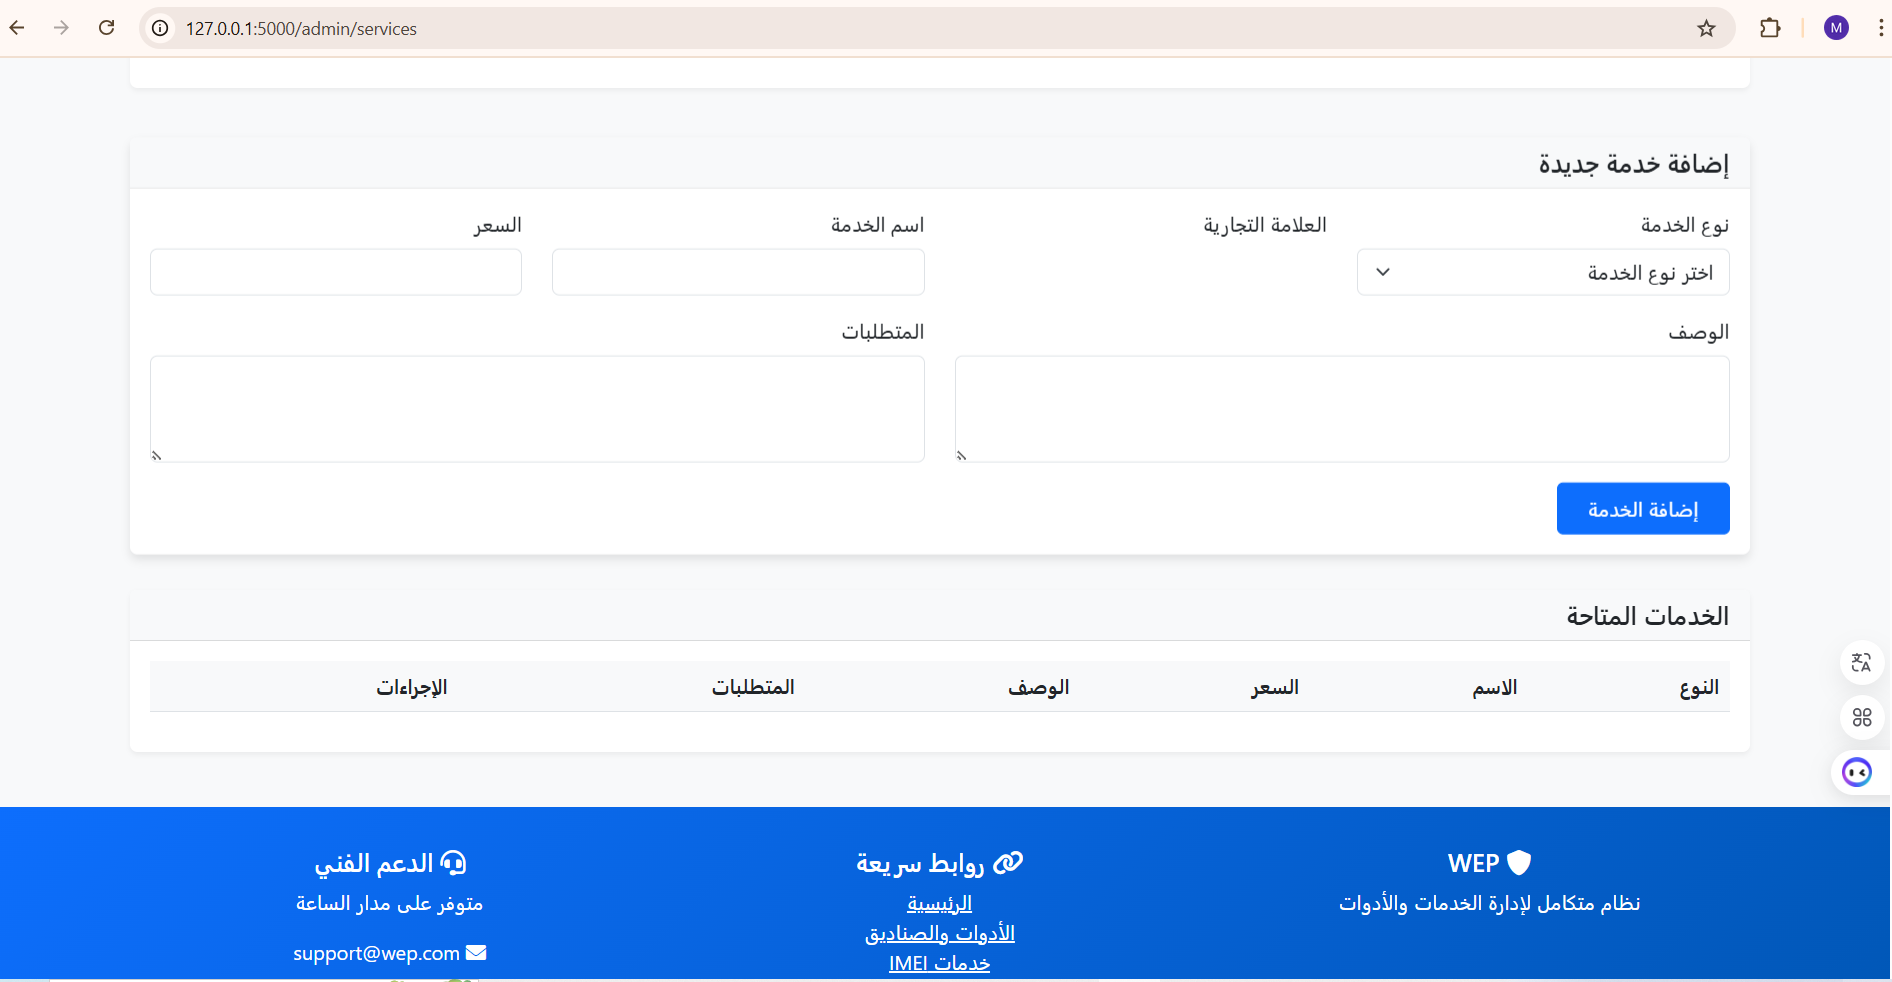 127.0.0.1:5000/admin/services
M
إضافة خدمة جديدة
نوع الخدمة
العلامة التجارية
اسم الخدمة
السعر
اختر نوع الخدمة
الوصف
المتطلبات
إضافة الخدمة
الخدمات المتاحة
النوع الاسم السعر الوصف المتطلبات الإجراءات
WEP
نظام متكامل لإدارة الخدمات والأدوات
روابط سريعة
الرئيسية
الأدوات والصناديق
خدمات IMEI
الدعم الفني
متوفر على مدار الساعة
support@wep.com